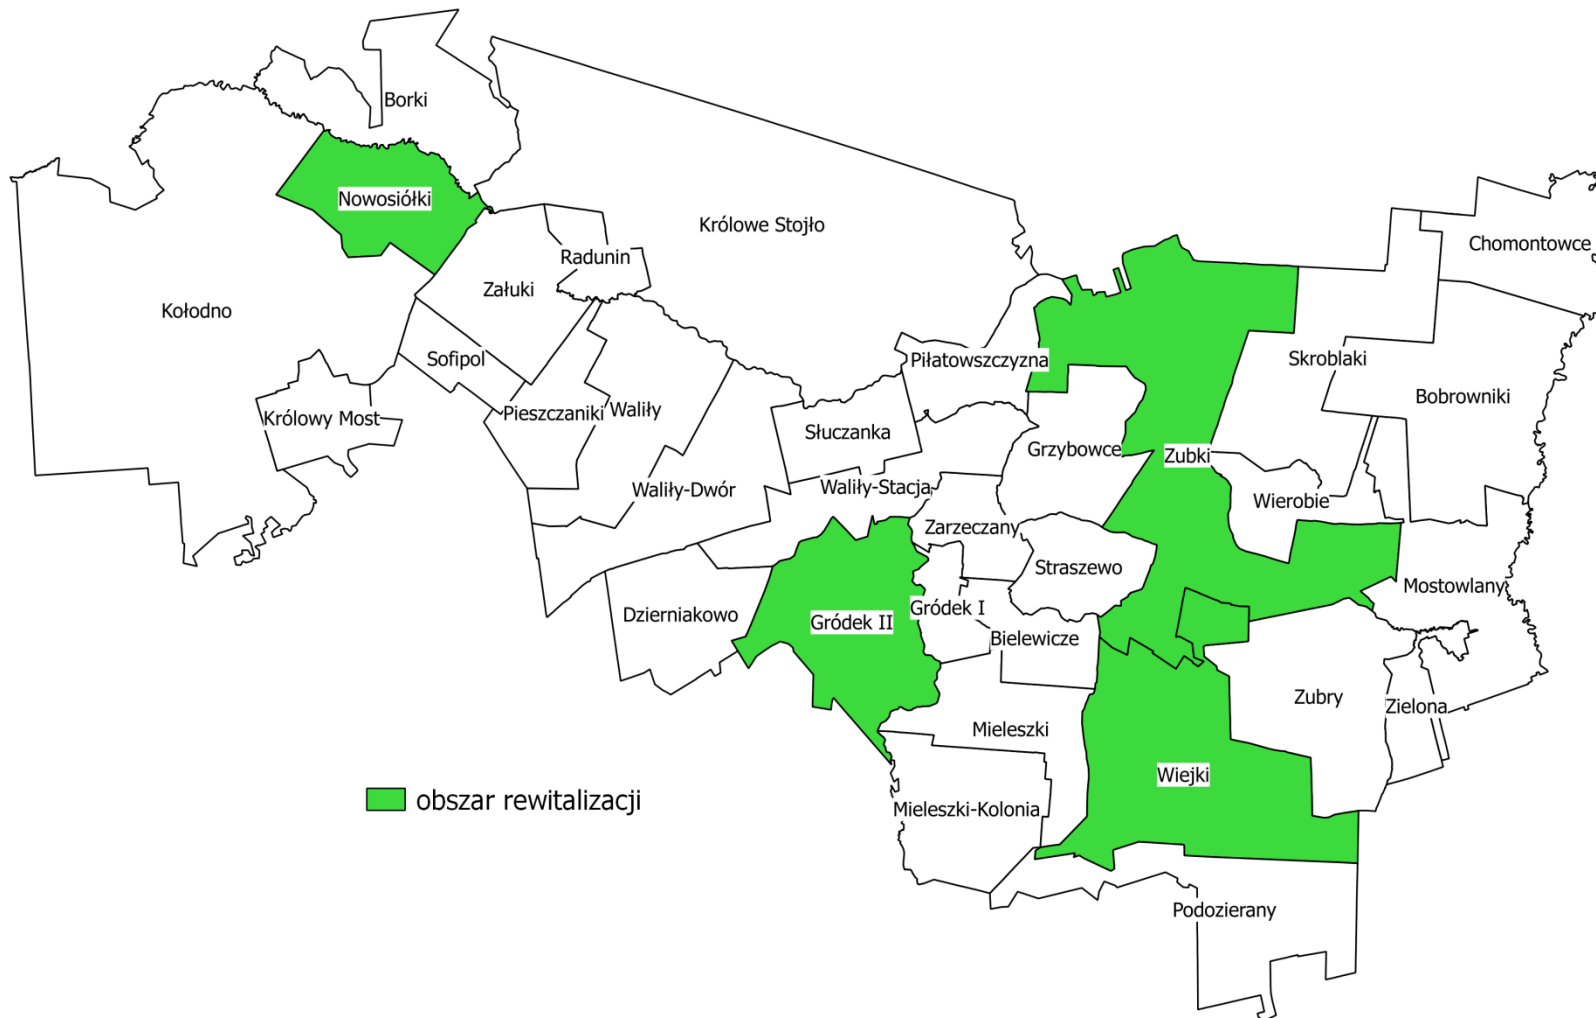 Borki
Nowosiółki
Królowe Stojło
Chomontowce
Radunin
Załuki
Kołodno
Sofipol
Piłatowszczyzna
Skroblaki
Bobrowniki
Królowy Most
Pieszczaniki
Waliły
Słuczanka
Grzybowce
Zubki
Waliły-Dwór
Waliły-Stacja
Wierobie
Zarzeczany
Straszewo
Mostowlany
Dzierniakowo
Gródek II
Gródek I
Bielewicze
Zubry
Zielona
Mieleszki
Wiejki
obszar rewitalizacji
Mieleszki-Kolonia
Podozierany